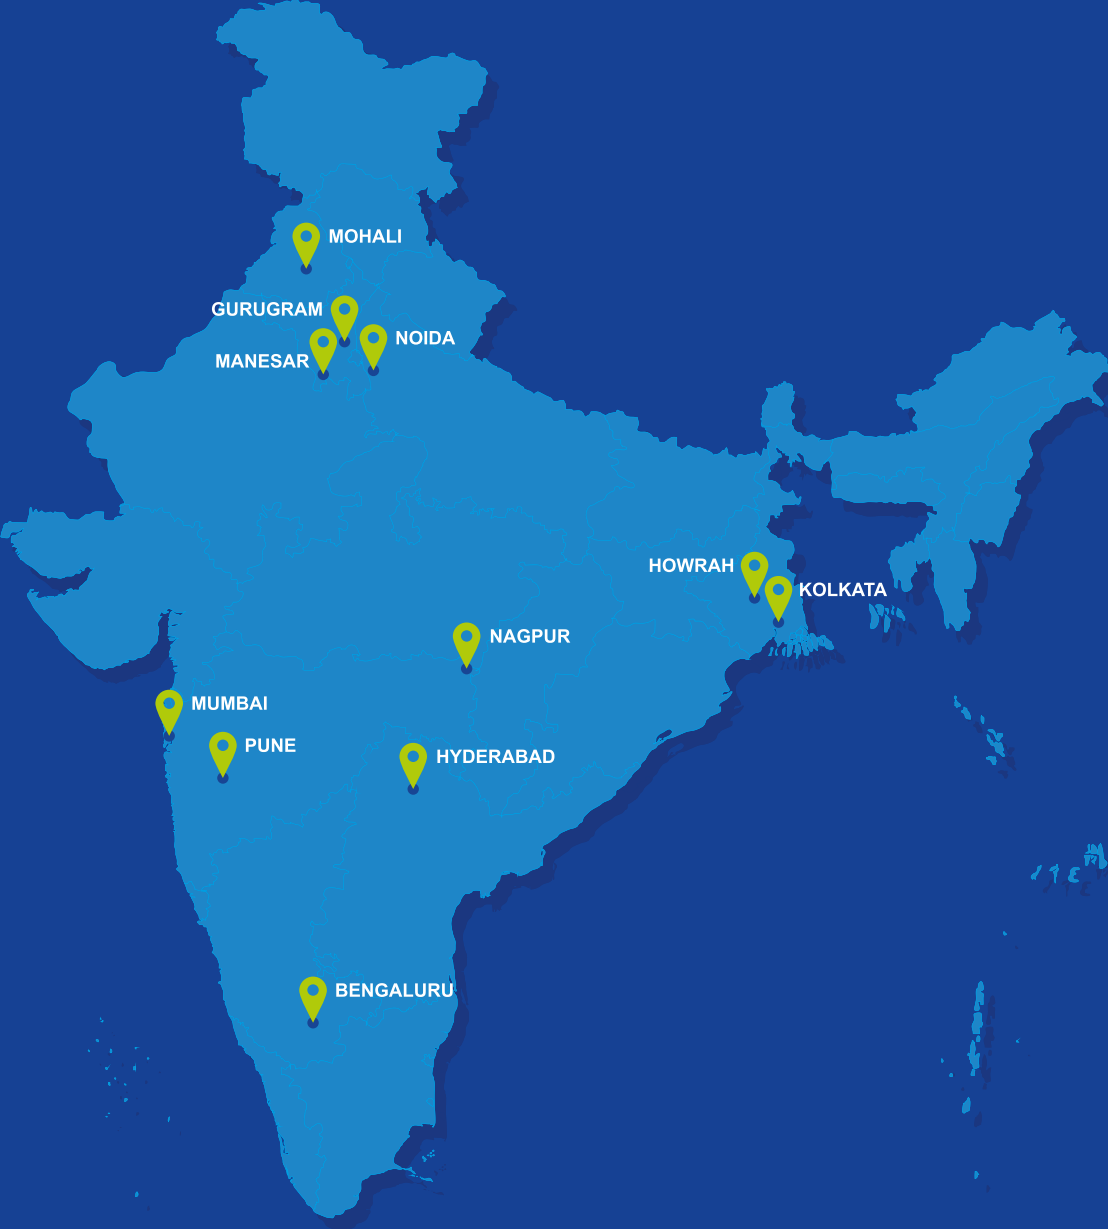 MOHALI
GURUGRAM
NOIDA
MANESAR
HOWRAH
KOLKATA
NAGPUR
MUMBAI
PUNE
HYDERABAD
BENGALURU